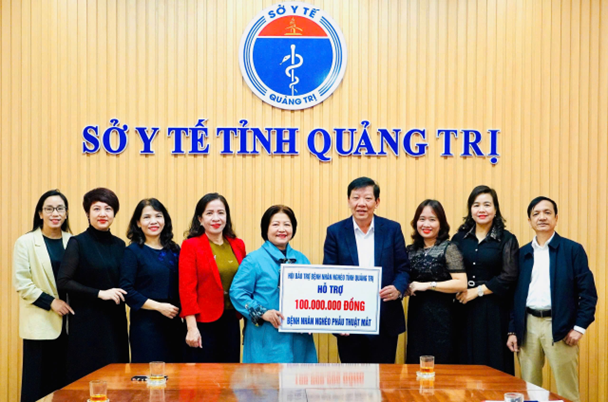 SỞ Y TẾ
QUẢNG TRỊ
SỞ Y TẾ TỈNH QUẢNG TRỊ
HỘI BẢO TRỢ BỆNH NHÂN NGHÈO TỈNH QUẢNG TRỊ
HỖ TRỢ
100.000.000 ĐỒNG
BỆNH NHÂN NGHÈO PHẪU THUẬT MẮT